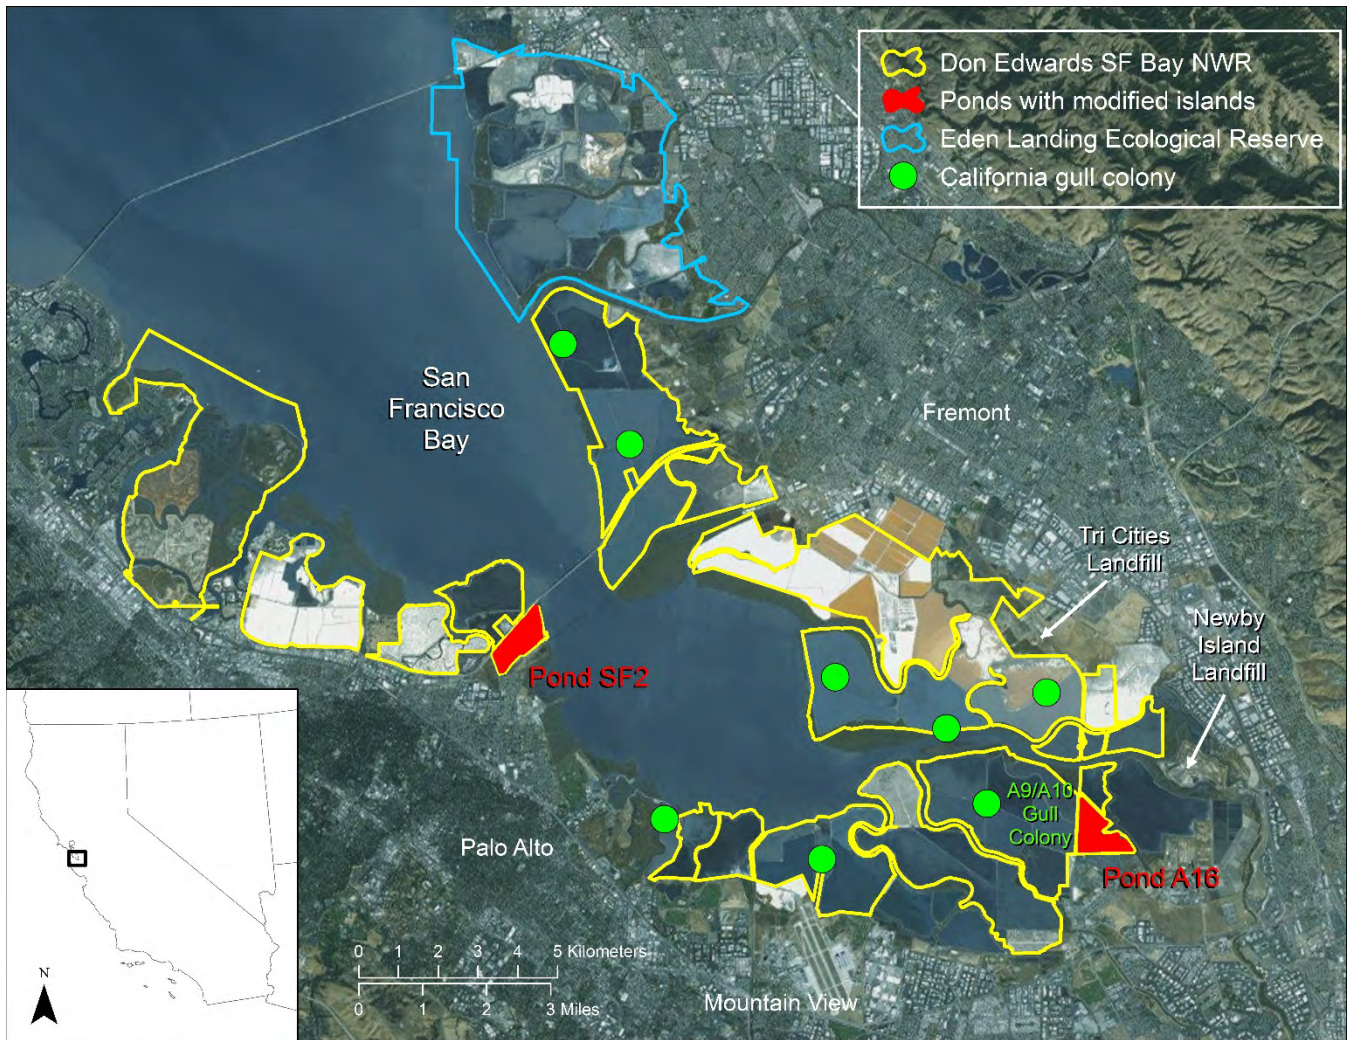 Don Edwards SF Bay NWR
Ponds with modified islands
Eden Landing Ecological Reserve
California gull colony
San
Francisco
Bay
Fremont
Tri Cities
Landfill
Newby
Island
Landfill
Pond SF2
A9/A10
Gull
Colony
Palo Alto
Pond A16
0 1 2 3 4 5 Kilometers
0 1 2 3 Miles
Mountain View
N